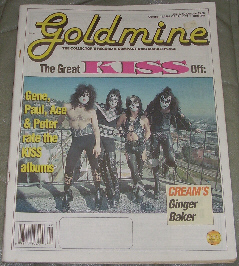 Goldmine
THE COLLECTOR'S RECORD & COMPACT DISC MARKETPLACE
The Great KISS Off:
Gene,
Paul, Ace
& Peter
rate the
KISS
albums
CREAM'S
Ginger
Baker